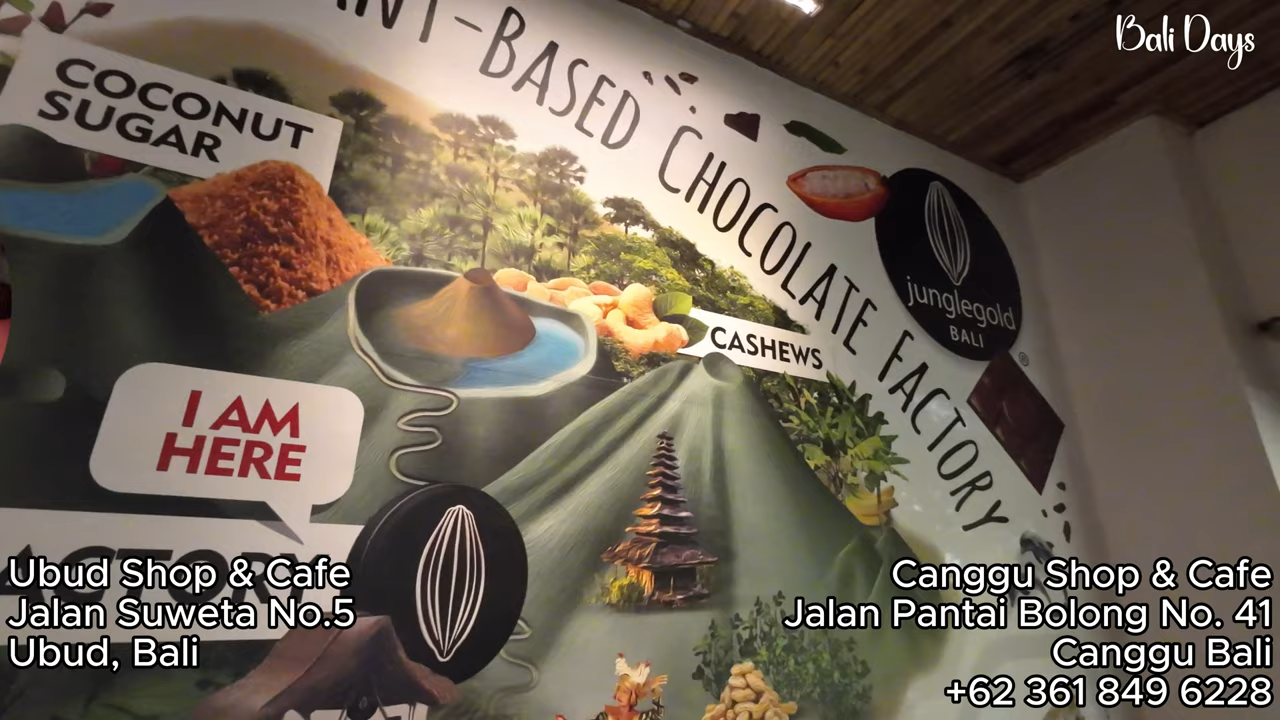 Bali Days
-BASED CHOCOLATE FACTORY
COCONUT
SUGAR
junglegold
BALI
®
CASHEWS
I AM
HERE
Ubud Shop & Cafe
Jalan Suweta No.5
Ubud, Bali
Canggu Shop & Cafe
Jalan Pantai Bolong No. 41
Canggu Bali
+62 361 849 6228